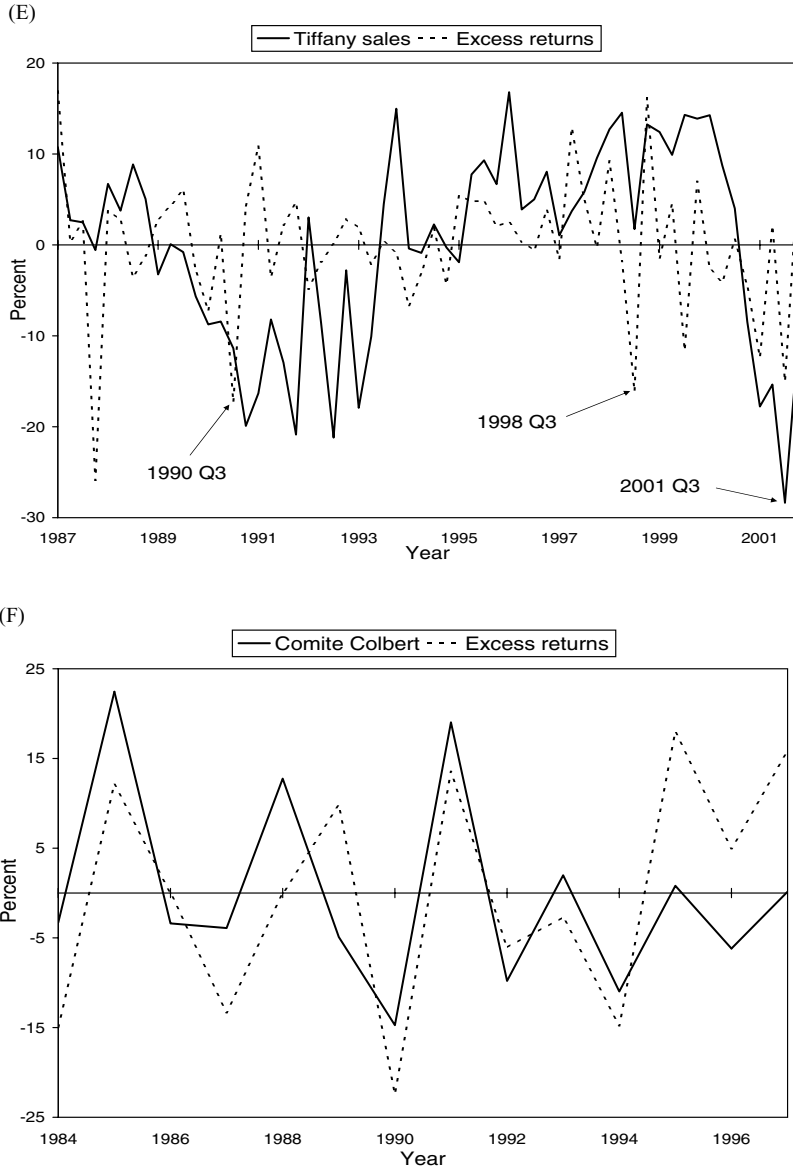 (E)
Tiffany sales Excess returns
20
10
0
-10
-20
-30
Percent
1990 Q3
1998 Q3
2001 Q3
1987 1989 1991 1993 1995 1997 1999 2001
Year
(F)
Comite Colbert Excess returns
25
15
5
-5
-15
-25
Percent
1984 1986 1988 1990 1992 1994 1996
Year